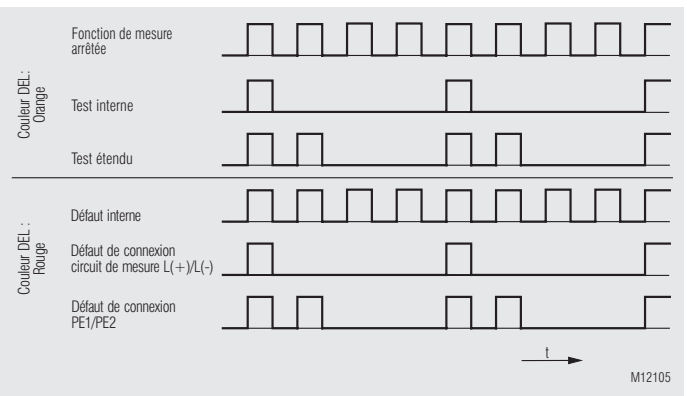 Couleur DEL :
Orange
Fonction de mesure
arrêtée
Test interne
Test étendu
Couleur DEL :
Rouge
Défaut interne
Défaut de connexion
circuit de mesure L(+)/L(-)
Défaut de connexion
PE1/PE2
t
M12105